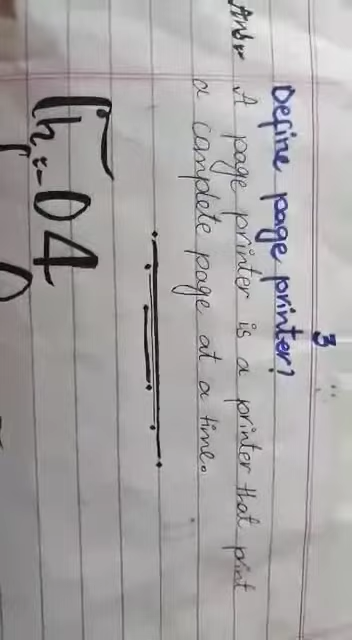 3
Define page printer?
Ans:- A page printer is a printer that print
a complete page at a time.
Ch:- 04